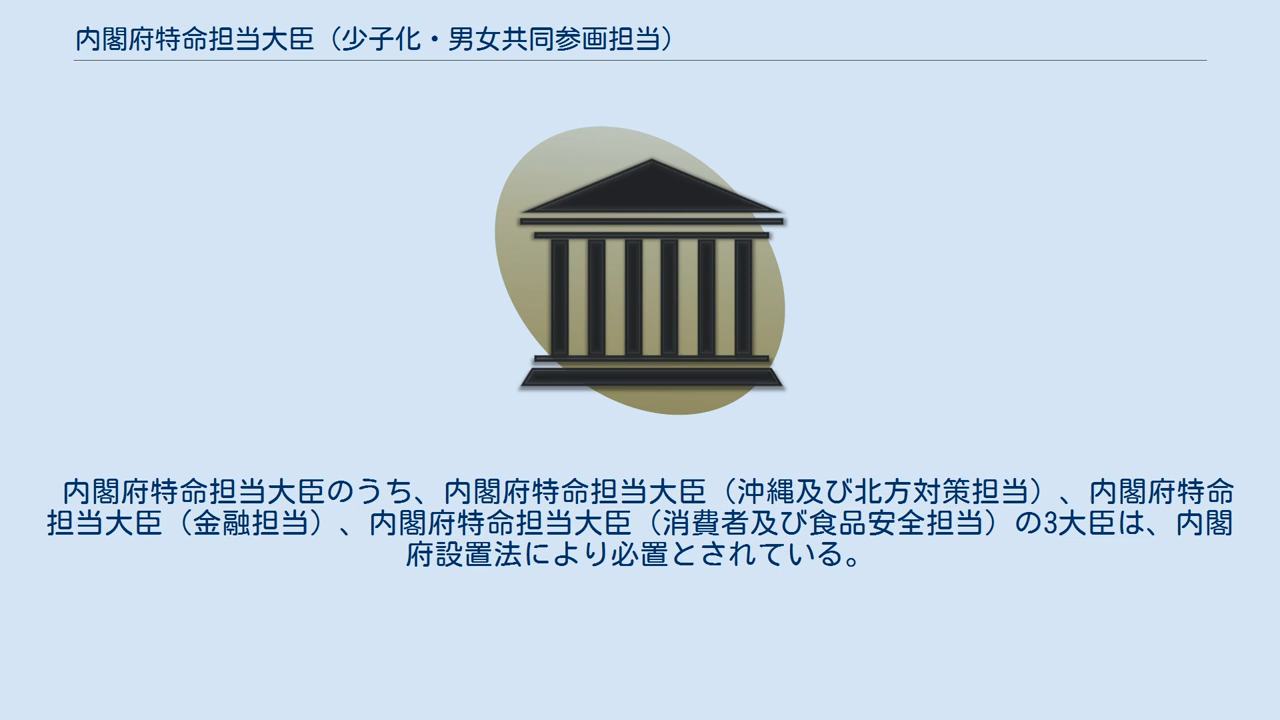 内閣府特命担当大臣（少子化・男女共同参画担当）
内閣府特命担当大臣のうち、内閣府特命担当大臣（沖縄及び北方対策担当）、内閣府特命
担当大臣（金融担当）、内閣府特命担当大臣（消費者及び食品安全担当）の3大臣は、内閣
府設置法により必置とされている。